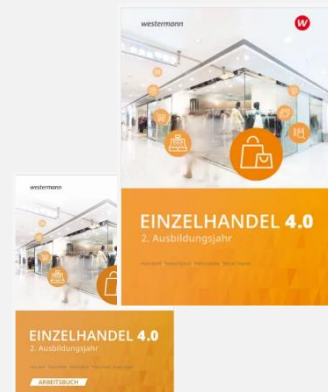 westermann
W
EINZELHANDEL 4.0
2. Ausbildungsjahr
westermann
EINZELHANDEL 4.0
2. Ausbildungsjahr
ARBEITSBUCH